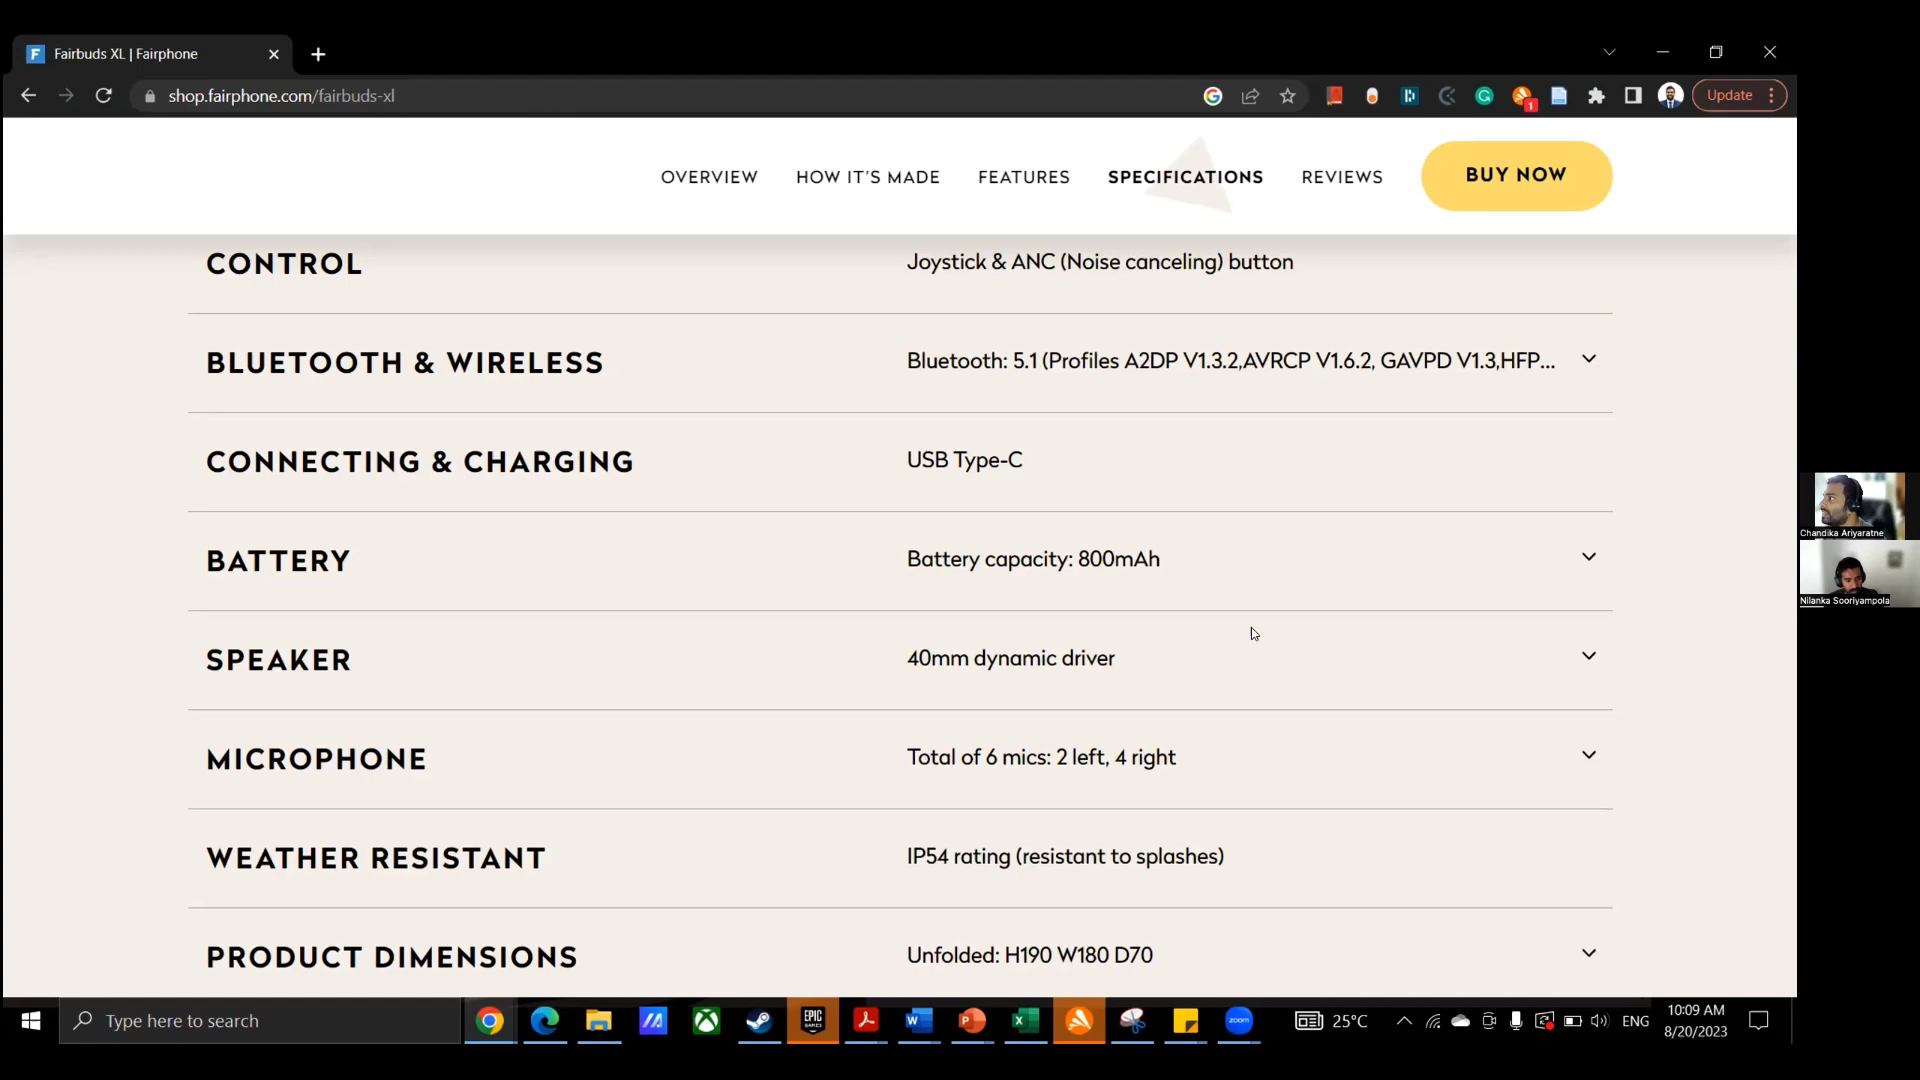 Fairbuds XL | Fairphone
shop.fairphone.com/fairbuds-xl
1
Update
OVERVIEW
HOW IT'S MADE
FEATURES
SPECIFICATIONS
REVIEWS
BUY NOW
CONTROL
Joystick & ANC (Noise canceling) button
BLUETOOTH & WIRELESS
Bluetooth: 5.1 (Profiles A2DP V1.3.2,AVRCP V1.6.2, GAVPD V1.3,HFP...
CONNECTING & CHARGING
USB Type-C
BATTERY
Battery capacity: 800mAh
SPEAKER
40mm dynamic driver
MICROPHONE
Total of 6 mics: 2 left, 4 right
WEATHER RESISTANT
IP54 rating (resistant to splashes)
PRODUCT DIMENSIONS
Unfolded: H190 W180 D70
Chandika Ariyaratne
Nilanka Sooriyampola
Type here to search
EPIC
GAMES
zoom
25°C
ENG
10:09 AM
8/20/2023